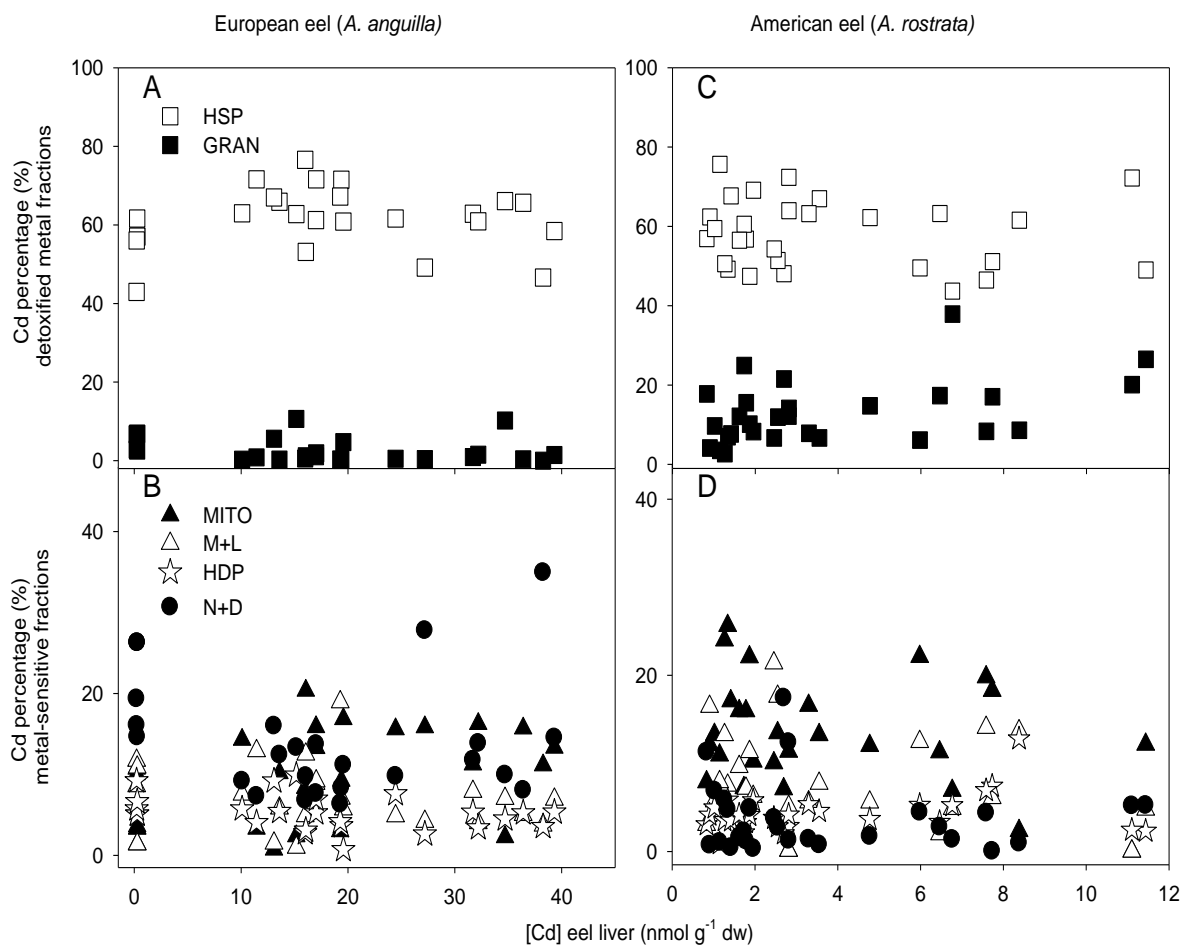 European eel (A. anguilla)
American eel (A. rostrata)
Cd percentage (%)
detoxified metal fractions
100
80
60
40
20
0
A
HSP
GRAN
100
80
60
40
20
0
C
Cd percentage (%)
metal-sensitive fractions
40
20
0
B
MITO
M+L
HDP
N+D
0
10
20
30
40
40
20
0
D
0
2
4
6
8
10
12
[Cd] eel liver (nmol g-1 dw)